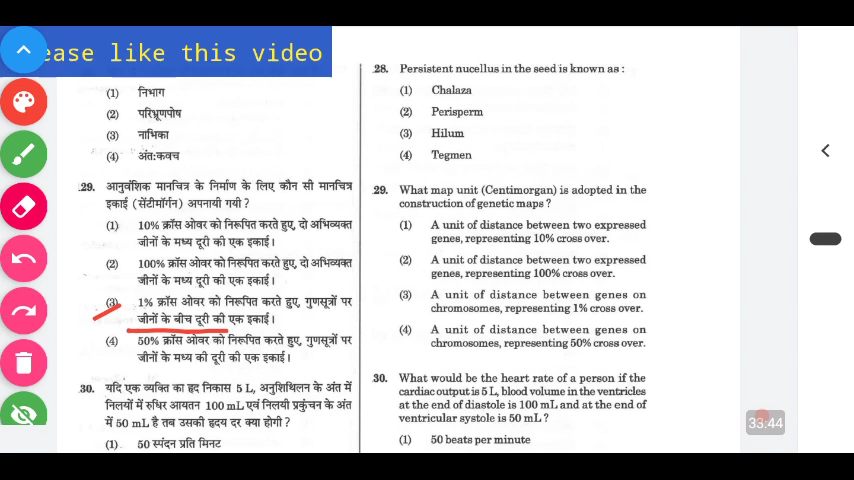 ease like this video
(1) निभाग
(2) परिभ्रूणपोष
(3) नाभिका
(4) अंत:कवच
29. आनुवंशिक मानचित्र के निर्माण के लिए कौन सी मानचित्र
इकाई (सेंटीमॉर्गन) अपनायी गयी ?
(1) 10% क्रॉस ओवर को निरूपित करते हुए, दो अभिव्यक्त
जीनों के मध्य दूरी की एक इकाई।
(2) 100% क्रॉस ओवर को निरूपित करते हुए, दो अभिव्यक्त
जीनों के मध्य दूरी की एक इकाई।
(3) 1% क्रॉस ओवर को निरूपित करते हुए, गुणसूत्रों पर
जीनों के बीच दूरी की एक इकाई।
(4) 50% क्रॉस ओवर को निरूपित करते हुए, गुणसूत्रों पर
जीनों के मध्य की दूरी की एक इकाई।
30. यदि एक व्यक्ति का हृद निकास 5 L, अनुशिथिलन के अंत में
निलयों में रुधिर आयतन 100 mL एवं निलयी प्रकुंचन के अंत
में 50 mL है तब उसकी हृदय दर क्या होगी ?
(1) 50 स्पंदन प्रति मिनट
28. Persistent nucellus in the seed is known as :
(1) Chalaza
(2) Perisperm
(3) Hilum
(4) Tegmen
29. What map unit (Centimorgan) is adopted in the
construction of genetic maps ?
(1) A unit of distance between two expressed
genes, representing 10% cross over.
(2) A unit of distance between two expressed
genes, representing 100% cross over.
(3) A unit of distance between genes on
chromosomes, representing 1% cross over.
(4) A unit of distance between genes on
chromosomes, representing 50% cross over.
30. What would be the heart rate of a person if the
cardiac output is 5 L, blood volume in the ventricles
at the end of diastole is 100 mL and at the end of
ventricular systole is 50 mL ?
(1) 50 beats per minute
33:44